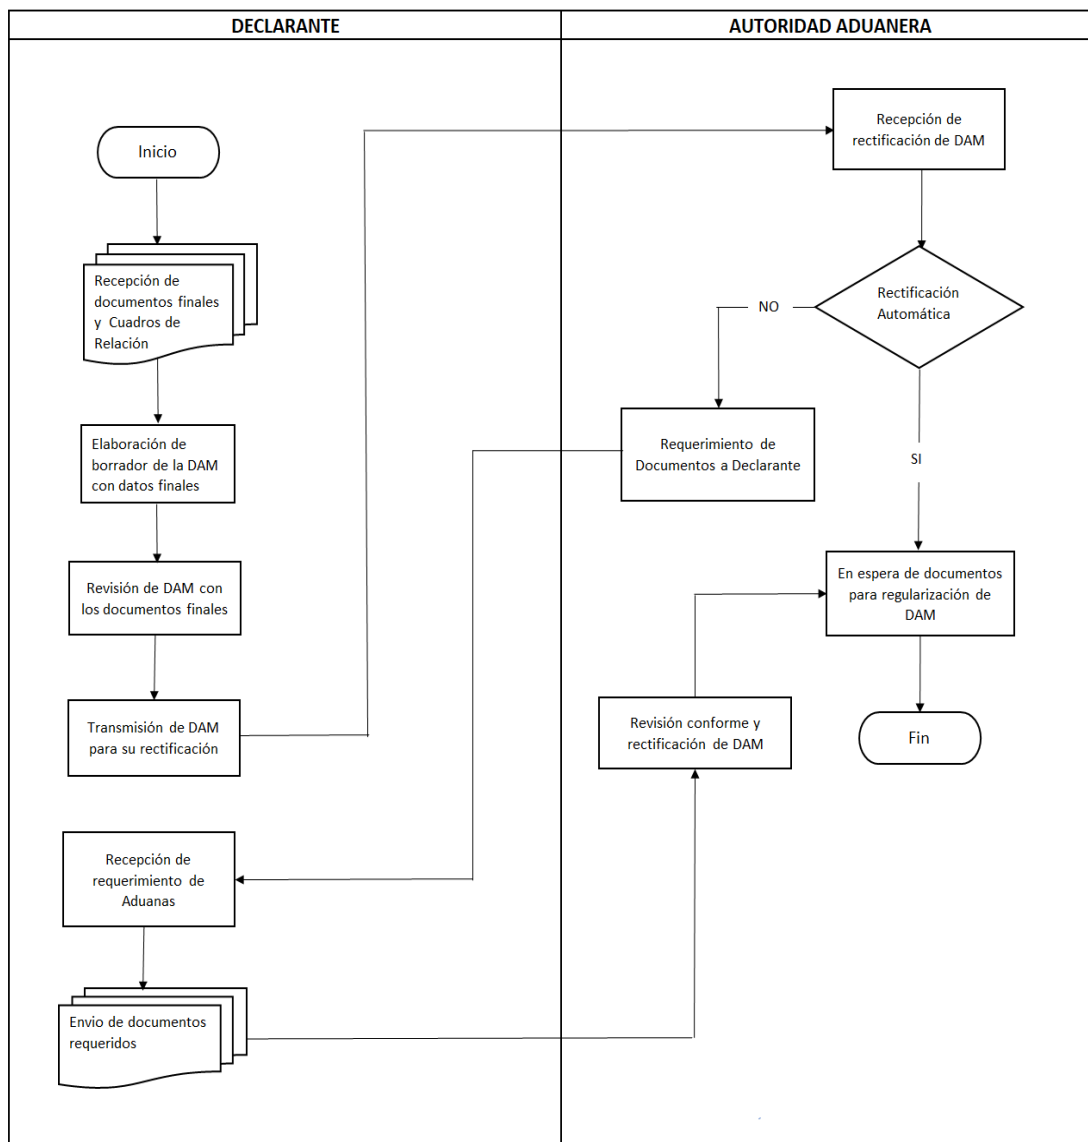 DECLARANTE
AUTORIDAD ADUANERA
Inicio
Recepción de
documentos finales
y Cuadros de
Relación
Elaboración de
borrador de la DAM
con datos finales
Revisión de DAM con
los documentos finales
Transmisión de DAM
para su rectificación
Recepción de
requerimiento de
Aduanas
Envio de documentos
requeridos
Recepción de
rectificación de DAM
Rectificación
Automática
NO
Requerimiento de
Documentos a Declarante
SI
En espera de documentos
para regularización de
DAM
Revisión conforme y
rectificación de DAM
Fin